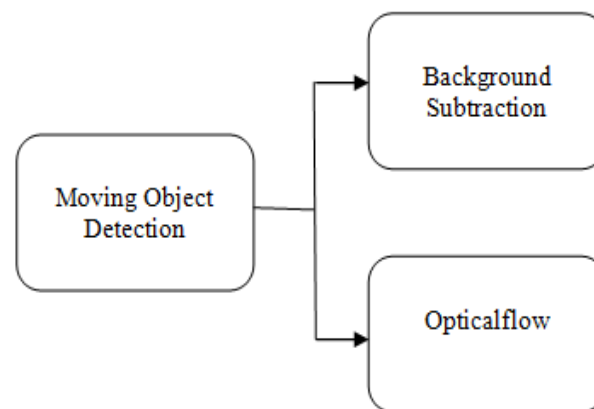 Moving Object
Detection
Background
Subtraction
Opticalflow